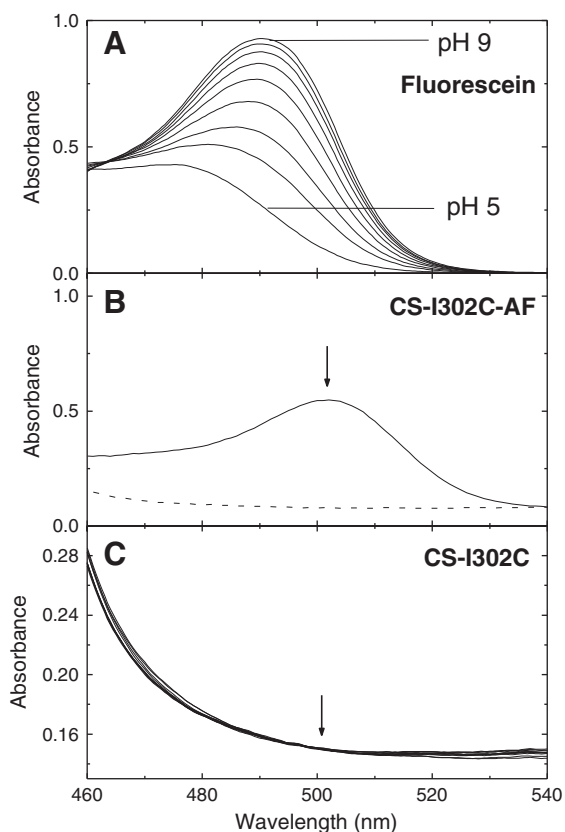 A
pH 9
Fluorescein
pH 5
Absorbance
1.0
0.5
0.0
B
CS-I302C-AF
Absorbance
1.0
0.5
0.0
C
CS-I302C
Absorbance
0.28
0.24
0.20
0.16
460 480 500 520 540
Wavelength (nm)